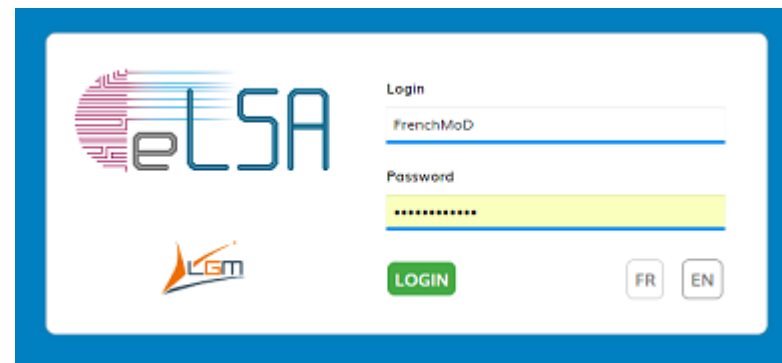 eLSA
Login
FrenchMoD
Password
••••••••••••
LGM
LOGIN
FR
EN